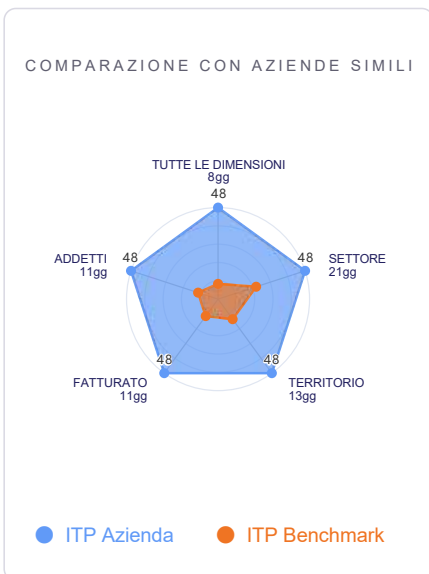 COMPARAZIONE CON AZIENDE SIMILI
TUTTE LE DIMENSIONI
8gg
48
ADDETTI
11gg
48
48
SETTORE
21gg
48
FATTURATO
11gg
48
TERRITORIO
13gg
ITP Azienda
ITP Benchmark